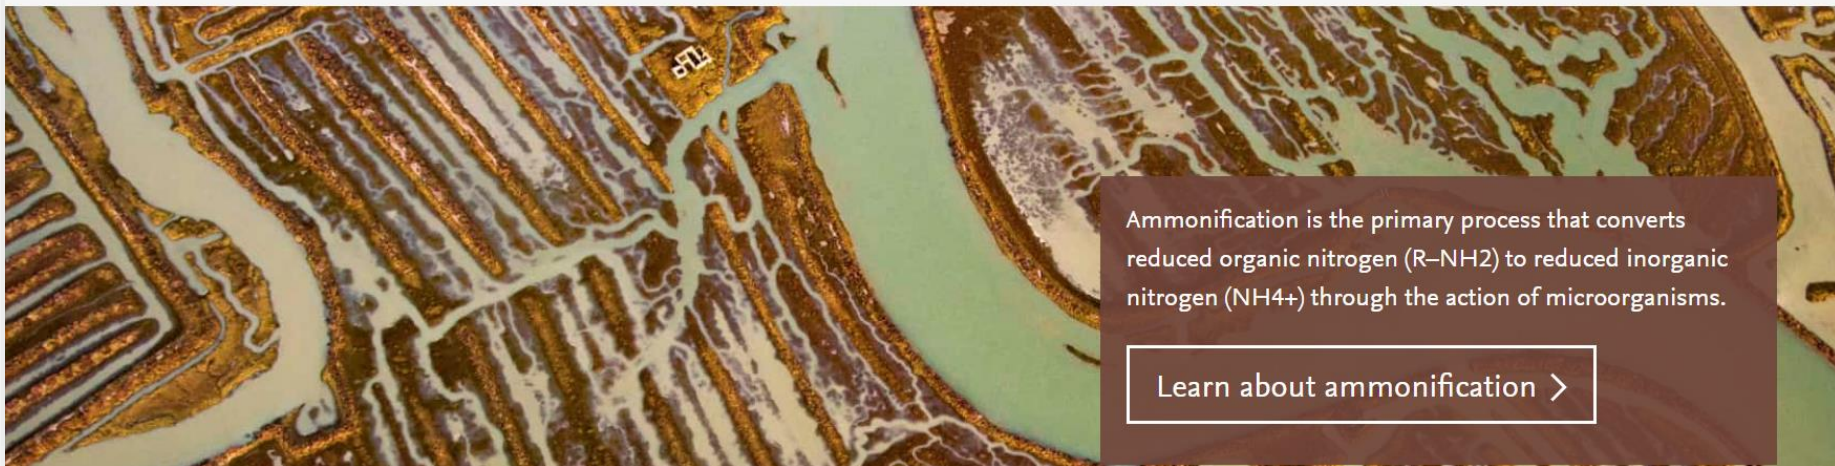 Ammonification is the primary process that converts
reduced organic nitrogen (R–NH2) to reduced inorganic
nitrogen (NH4+) through the action of microorganisms.
Learn about ammonification >